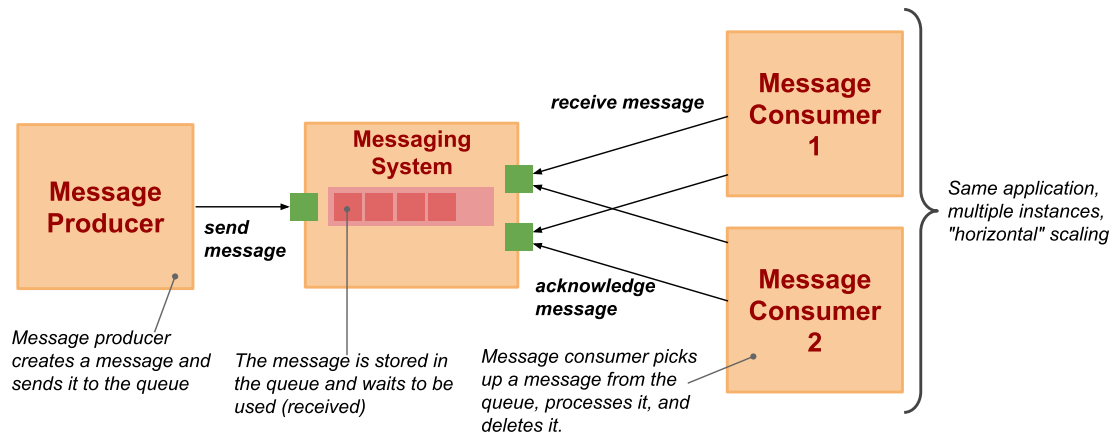 Message
Producer
send
message
Messaging
System
receive message
acknowledge
message
Message
Consumer
1
Message
Consumer
2
Same application,
multiple instances,
"horizontal" scaling
Message producer
creates a message and
sends it to the queue
The message is stored in
the queue and waits to be
used (received)
Message consumer picks
up a message from the
queue, processes it, and
deletes it.